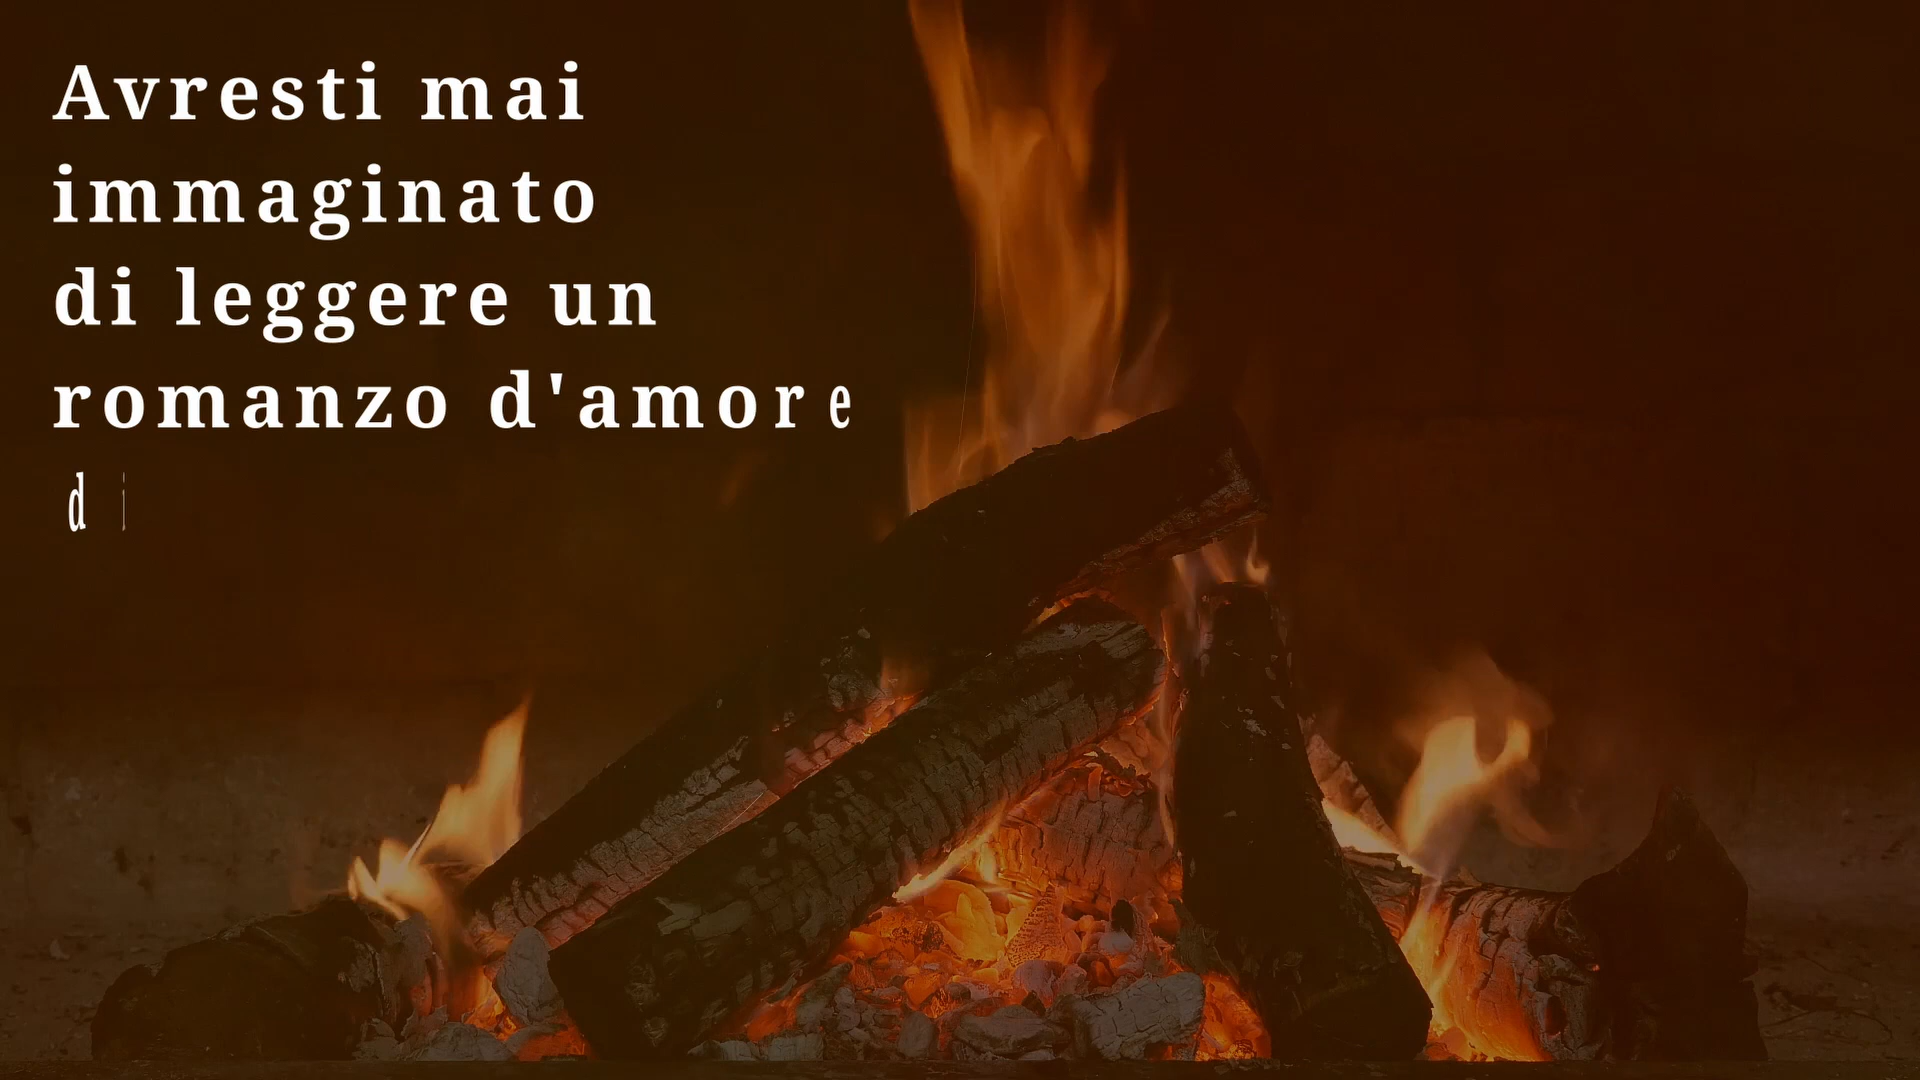 Avresti mai
immaginato
di leggere un
romanzo d'amore
di